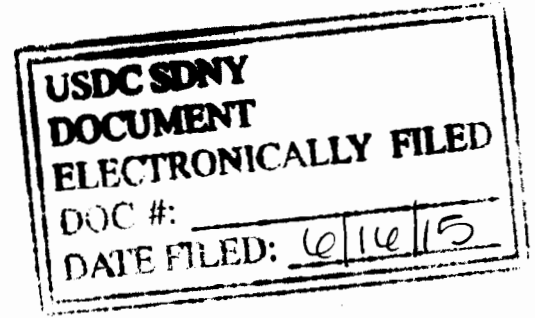 USDC SDNY
DOCUMENT
ELECTRONICALLY FILED
DOC #:
DATE FILED: 6/16/15